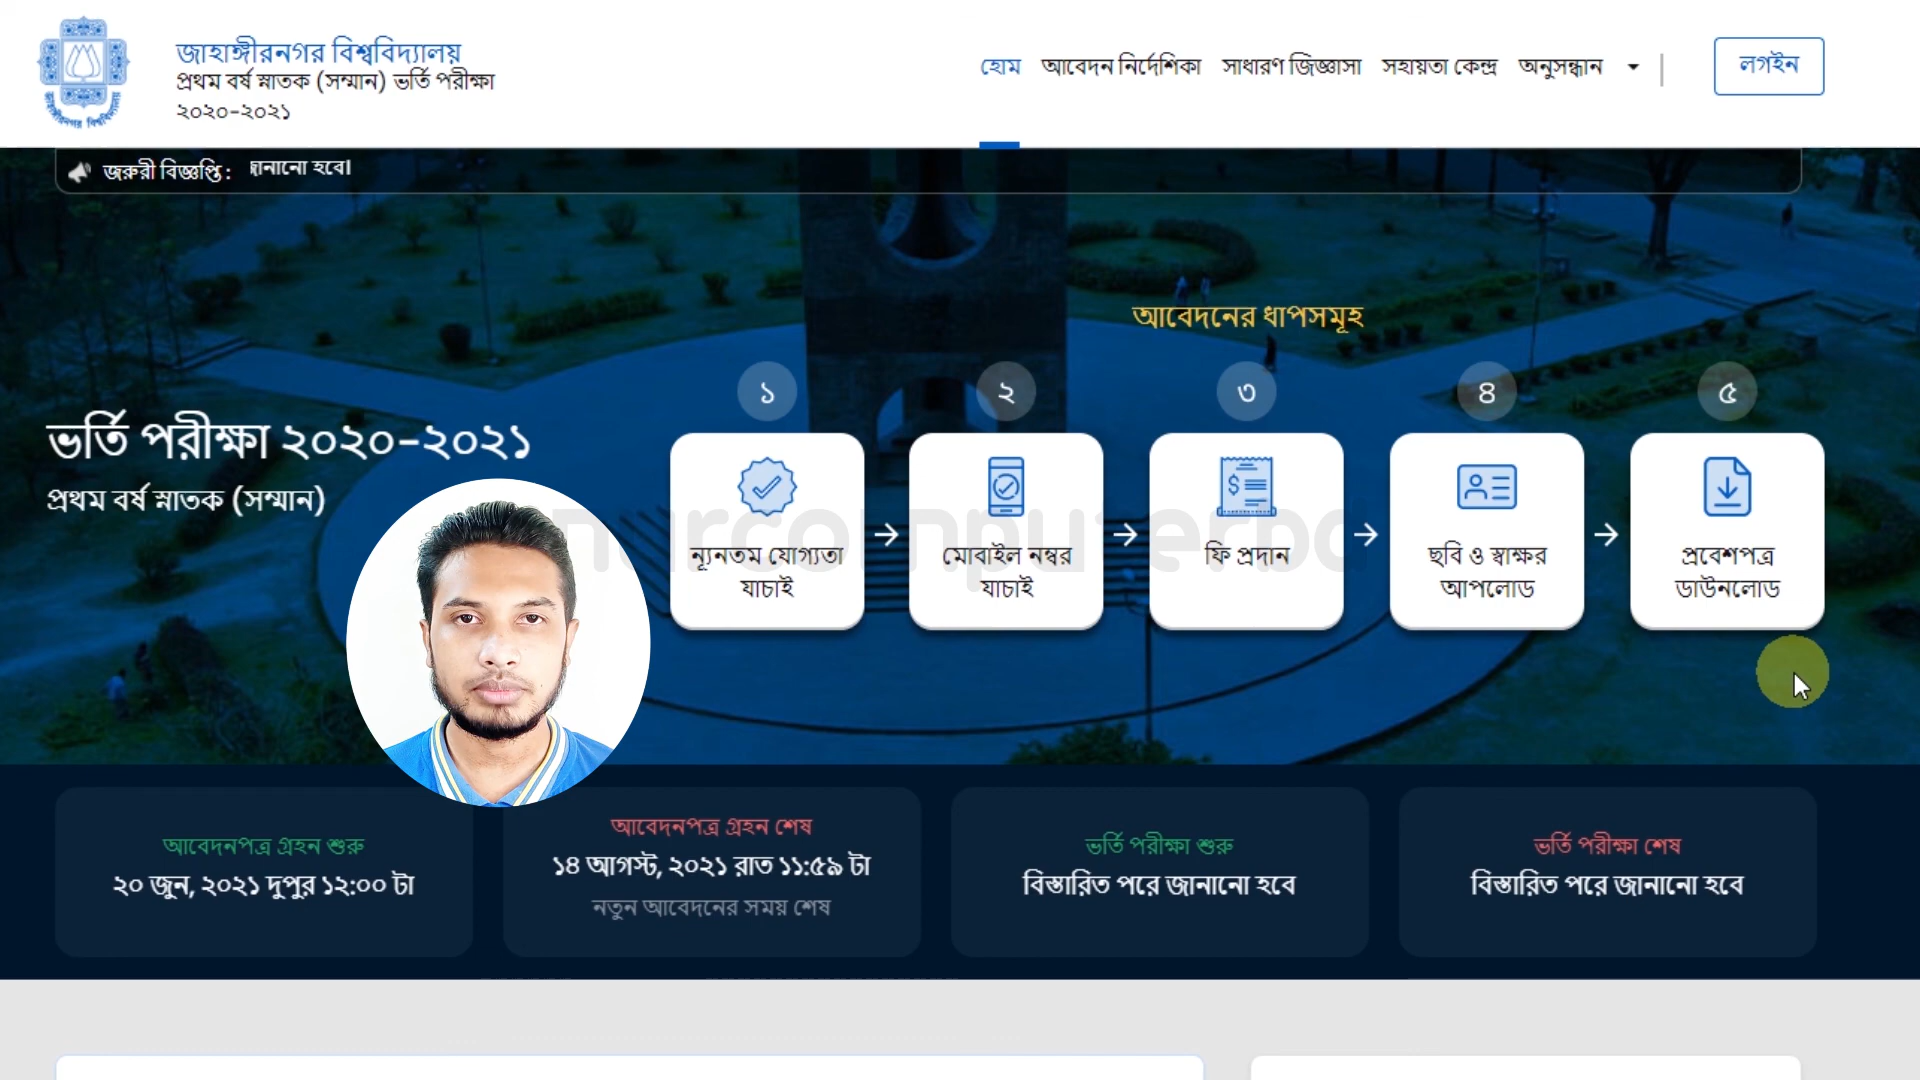 জাহাঙ্গীরনগর বিশ্ববিদ্যালয়
প্রথম বর্ষ স্নাতক (সম্মান) ভর্তি পরীক্ষা
২০২০-২০২১
হোম আবেদন নির্দেশিকা সাধারণ জিজ্ঞাসা সহায়তা কেন্দ্র অনুসন্ধান লগইন
জরুরী বিজ্ঞপ্তি : জানানো হবে।
আবেদনের ধাপসমূহ
১ ২ ৩ ৪ ৫
ভর্তি পরীক্ষা ২০২০-২০২১
প্রথম বর্ষ স্নাতক (সম্মান)
ন্যূনতম যোগ্যতা
যাচাই
মোবাইল নম্বর
যাচাই
ফি প্রদান
ছবি ও স্বাক্ষর
আপলোড
প্রবেশপত্র
ডাউনলোড
আবেদনপত্র গ্রহন শুরু
২০ জুন, ২০২১ দুপুর ১২:০০ টা
আবেদনপত্র গ্রহন শেষ
১৪ আগস্ট, ২০২১ রাত ১১:৫৯ টা
নতুন আবেদনের সময় শেষ
ভর্তি পরীক্ষা শুরু
বিস্তারিত পরে জানানো হবে
ভর্তি পরীক্ষা শেষ
বিস্তারিত পরে জানানো হবে